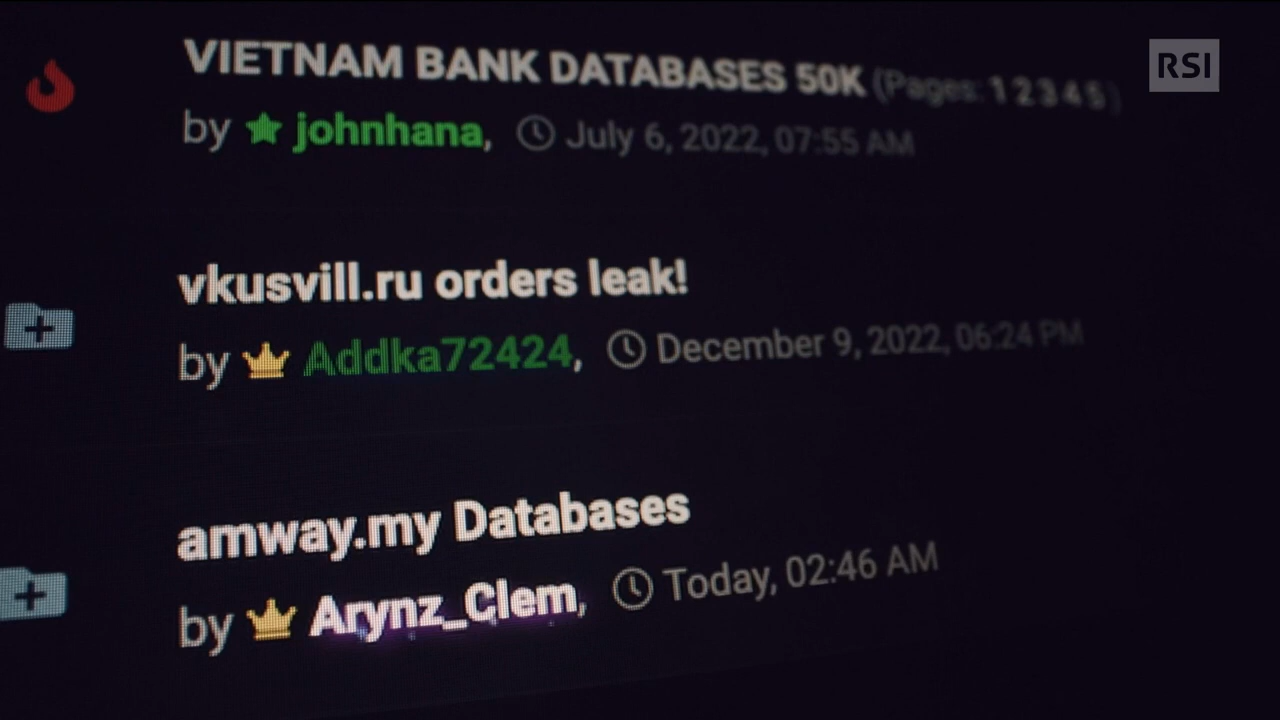 VIETNAM BANK DATABASES 50K (Pages: 1 2 3 4 5 )
RSI
by johnhana, July 6, 2022, 07:55 AM
vkusvill.ru orders leak!
by Addka72424, December 9, 2022, 06:24 PM
amway.my Databases
by Arynz_Clem, Today, 02:46 AM